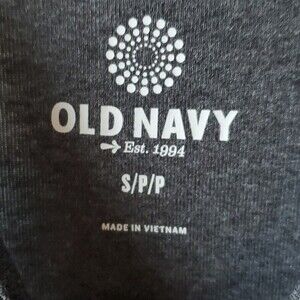 OLD NAVY
Est. 1994
S/P/P
MADE IN VIETNAM